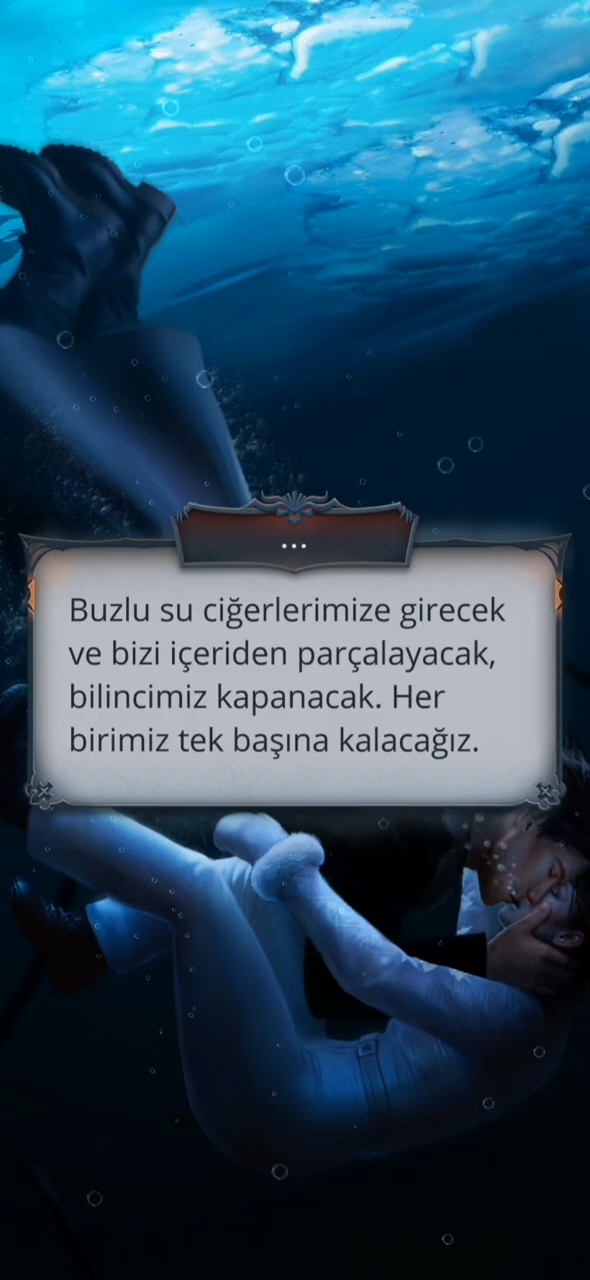 ...
Buzlu su ciğerlerimize girecek
ve bizi içeriden parçalayacak,
bilincimiz kapanacak. Her
birimiz tek başına kalacağız.